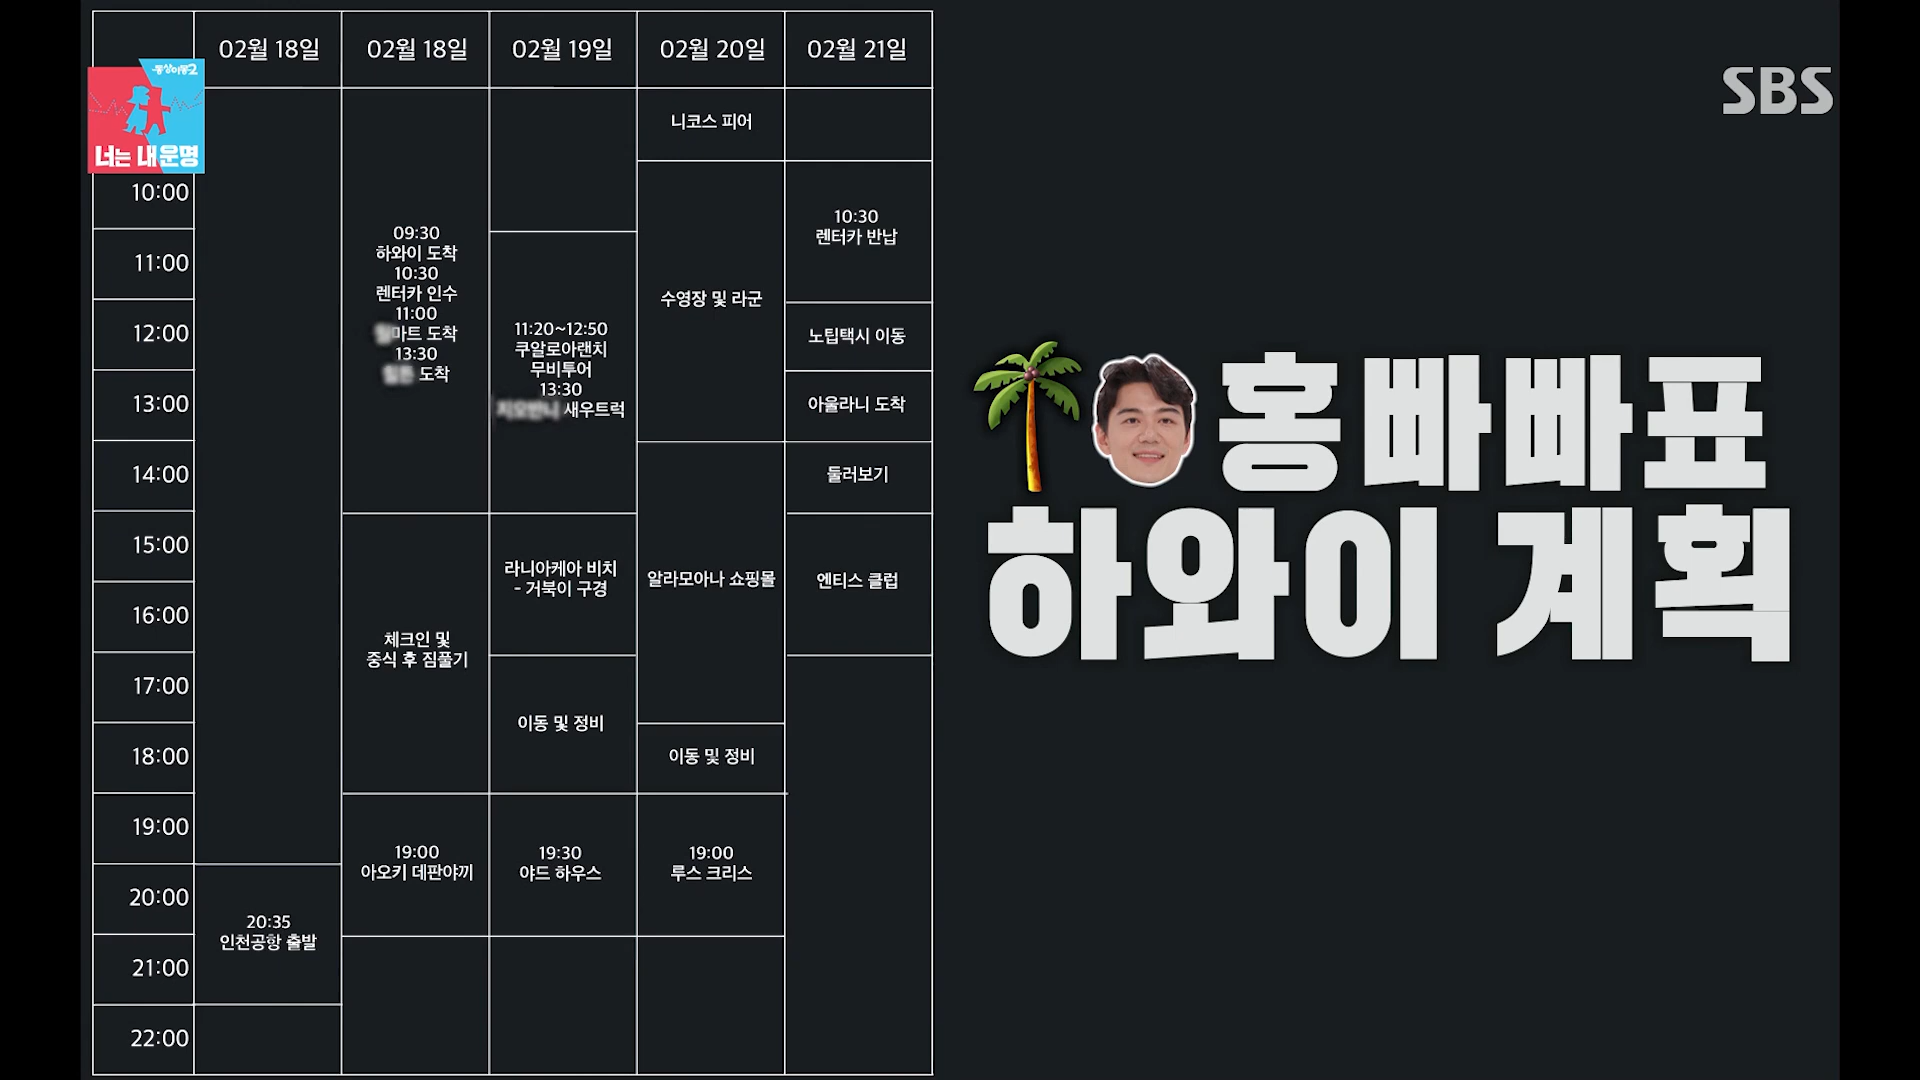 02월 18일
02월 18일
02월 19일
02월 20일
02월 21일
동상이몽2
너는 내 운명
SBS
10:00
11:00
12:00
13:00
14:00
15:00
16:00
17:00
18:00
19:00
20:00
21:00
22:00
20:35
인천공항 출발
09:30
하와이 도착
10:30
렌터카 인수
11:00
마트 도착
13:30
도착
체크인 및
중식 후 짐풀기
19:00
아오키 데판야끼
11:20~12:50
쿠알로아랜치
무비투어
13:30
새우트럭
라니아케아 비치
- 거북이 구경
이동 및 정비
19:30
야드 하우스
니코스 피어
수영장 및 라군
알라모아나 쇼핑몰
이동 및 정비
19:00
루스 크리스
10:30
렌터카 반납
노팁택시 이동
아울라니 도착
둘러보기
엔티스 클럽
홍빠빠표
하와이 계획